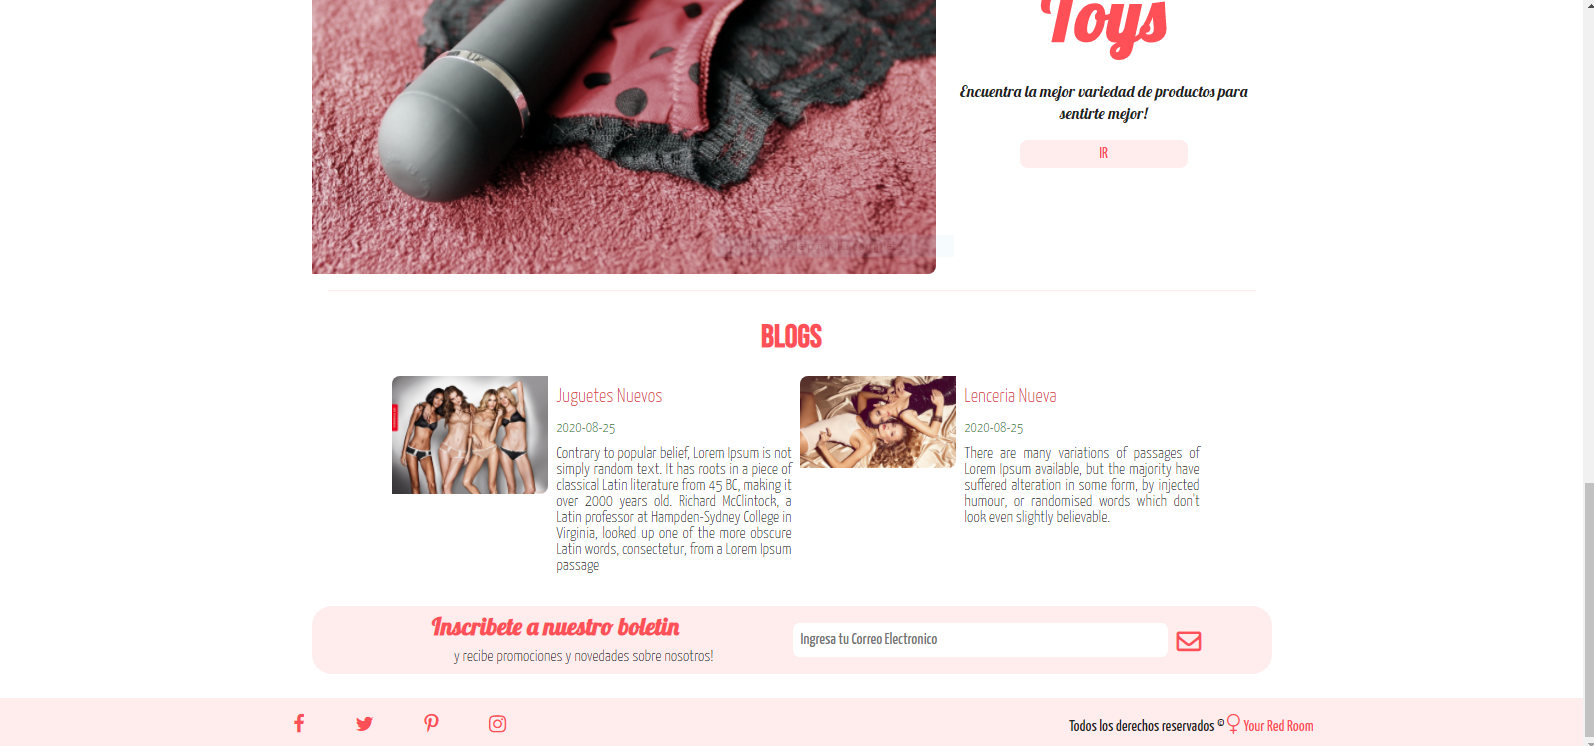 Toys
Encuentra la mejor variedad de productos para
sentirte mejor!
IR
BLOGS
Juguetes Nuevos
2020-08-25
Contrary to popular belief, Lorem Ipsum is not
simply random text. It has roots in a piece of
classical Latin literature from 45 BC, making it
over 2000 years old. Richard McClintock, a
Latin professor at Hampden-Sydney College in
Virginia, looked up one of the more obscure
Latin words, consectetur, from a Lorem Ipsum
passage
Lenceria Nueva
2020-08-25
There are many variations of passages of
Lorem Ipsum available, but the majority have
suffered alteration in some form, by injected
humour, or randomised words which don't
look even slightly believable.
Inscribete a nuestro boletin
y recibe promociones y novedades sobre nosotros!
Ingresa tu Correo Electronico
Todos los derechos reservados © Your Red Room